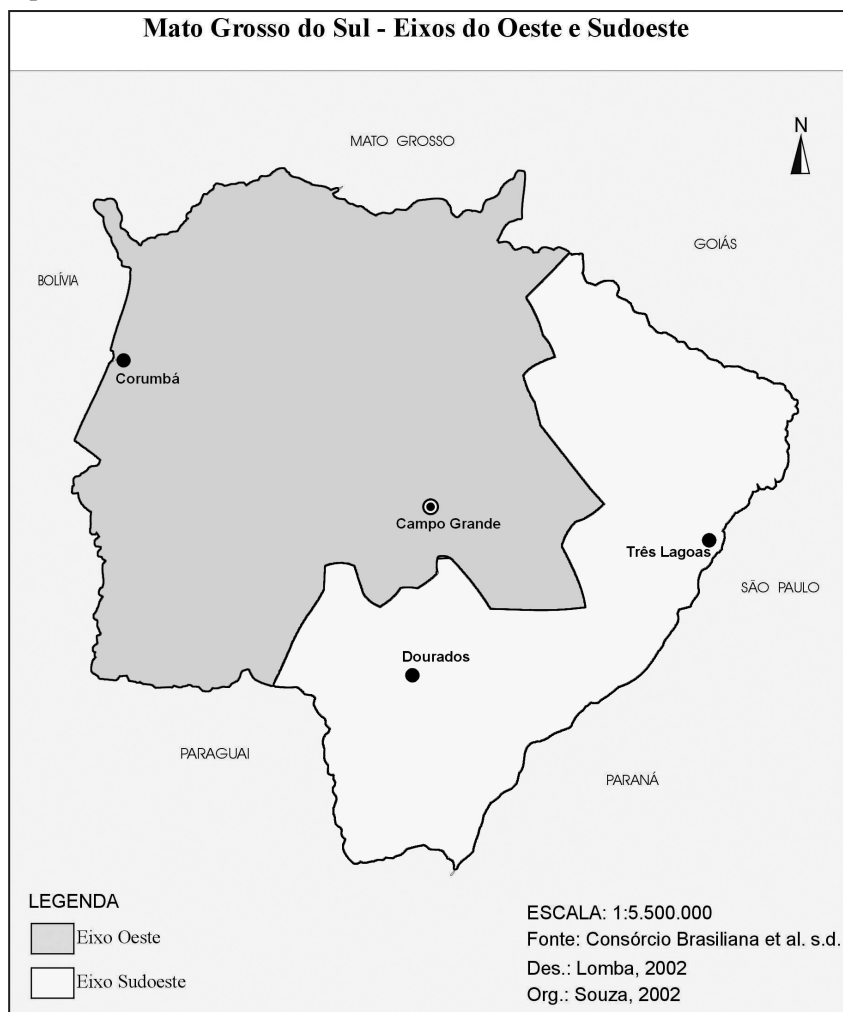 Mato Grosso do Sul - Eixos do Oeste e Sudoeste
N
MATO GROSSO
GOIÁS
BOLÍVIA
Corumbá
Campo Grande
Três Lagoas
SÃO PAULO
Dourados
PARAGUAI
PARANÁ
LEGENDA
Eixo Oeste
Eixo Sudoeste
ESCALA: 1:5.500.000
Fonte: Consórcio Brasiliana et al. s.d.
Des.: Lomba, 2002
Org.: Souza, 2002